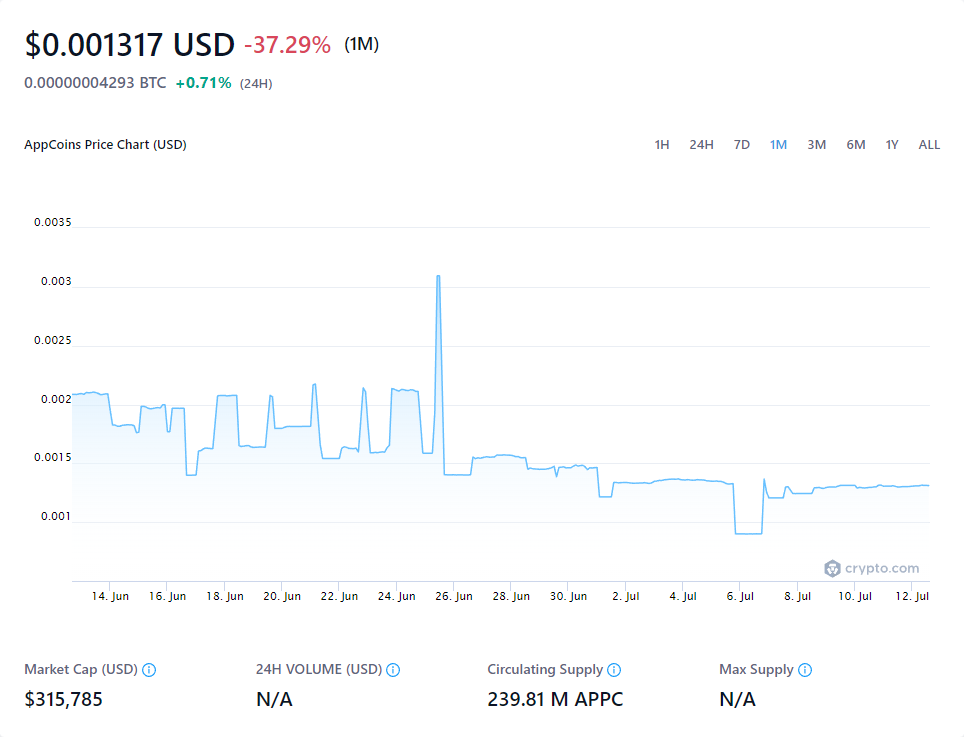 $0.001317 USD -37.29% (1M)
0.00000004293 BTC +0.71% (24H)
AppCoins Price Chart (USD) 1H 24H 7D 1M 3M 6M 1Y ALL
0.0035
0.003
0.0025
0.002
0.0015
0.001
crypto.com
14. Jun 16. Jun 18. Jun 20. Jun 22. Jun 24. Jun 26. Jun 28. Jun 30. Jun 2. Jul 4. Jul 6. Jul 8. Jul 10. Jul 12. Jul
Market Cap (USD) 24H VOLUME (USD) Circulating Supply Max Supply
$315,785 N/A 239.81 M APPC N/A